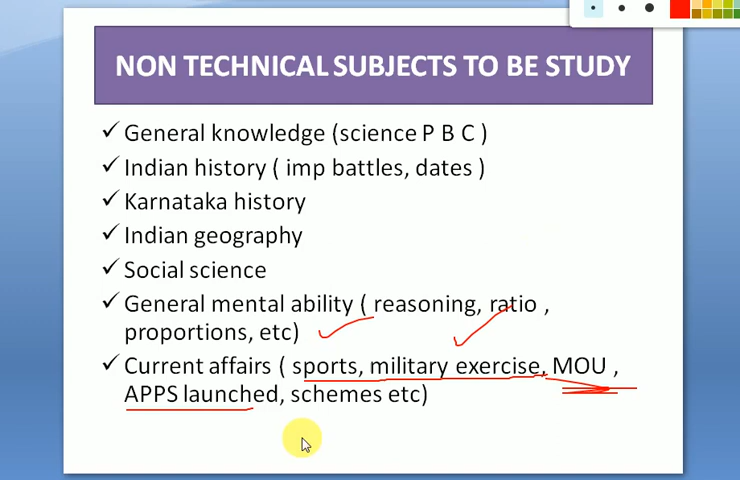 NON TECHNICAL SUBJECTS TO BE STUDY
General knowledge (science P B C )
Indian history ( imp battles, dates )
Karnataka history
Indian geography
Social science
General mental ability ( reasoning, ratio ,
proportions, etc)
Current affairs ( sports, military exercise, MOU ,
APPS launched, schemes etc)